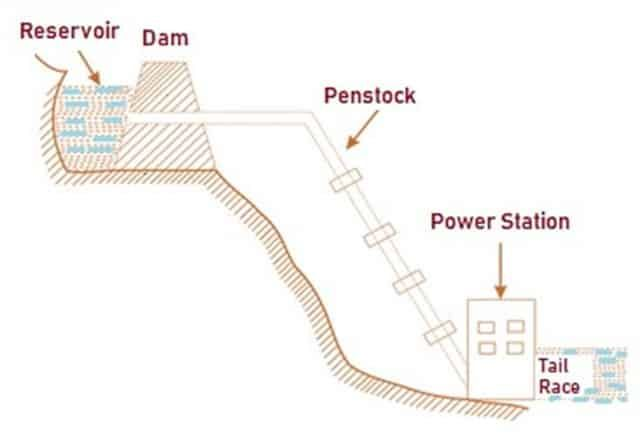 Reservoir
Dam
Penstock
Power Station
Tail
Race